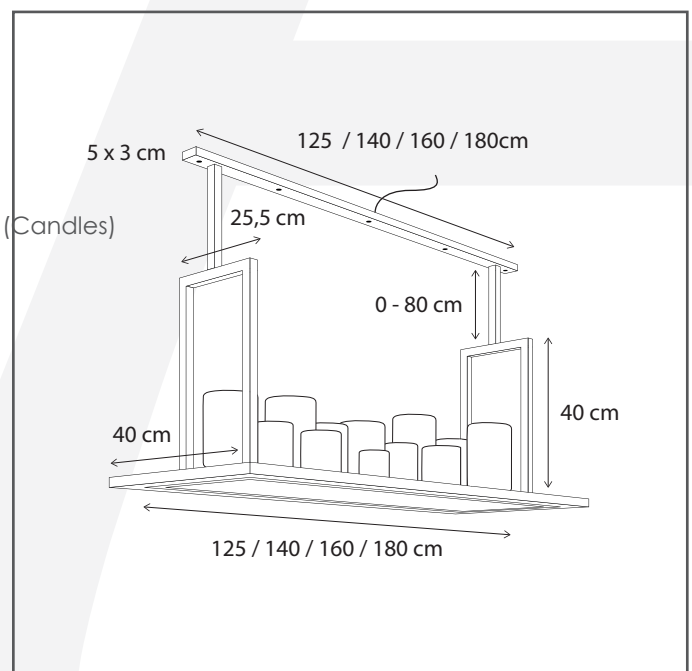 125 / 140 / 160 / 180cm
5 x 3 cm
(Candles)
25,5 cm
0 - 80 cm
40 cm
40 cm
125 / 140 / 160 / 180 cm